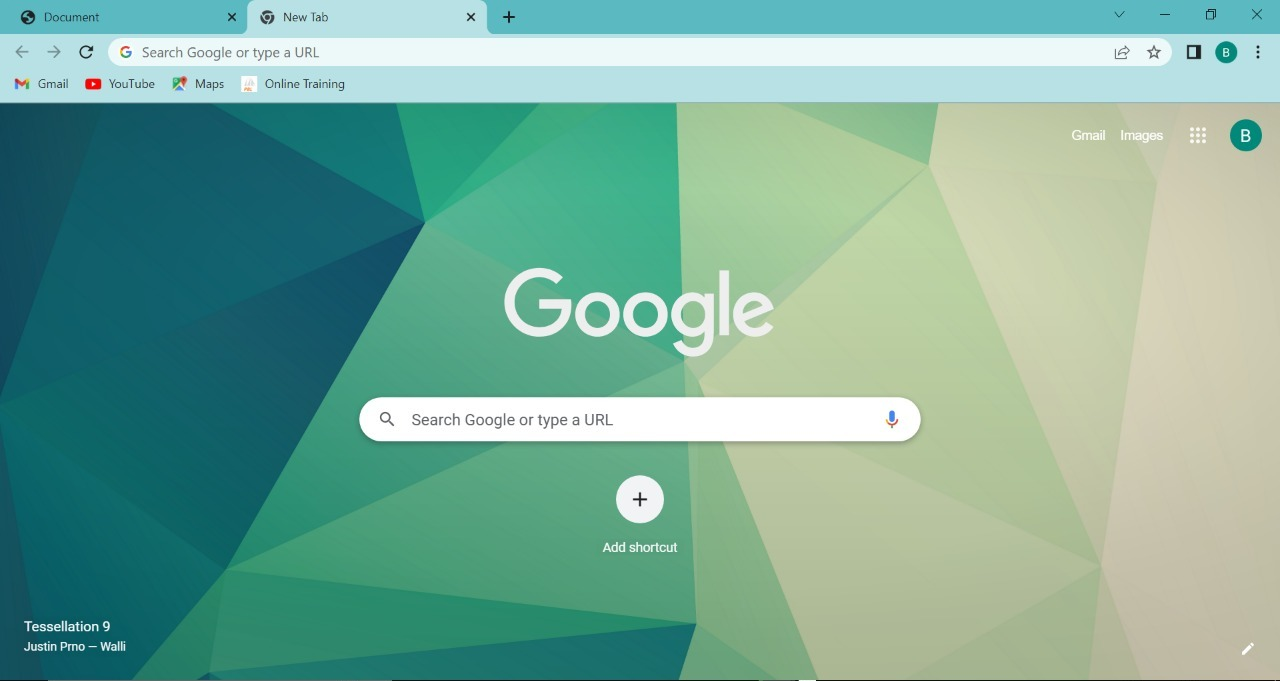 Document
New Tab
Search Google or type a URL
B
Gmail
YouTube
Maps
Online Training
Gmail
Images
B
Google
Search Google or type a URL
Add shortcut
Tessellation 9
Justin Prno — Walli